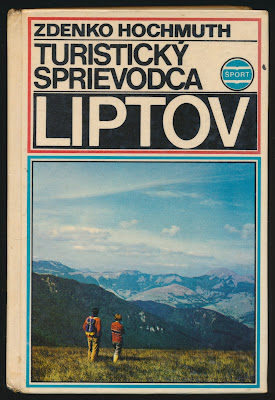 ZDENKO HOCHMUTH
TURISTICKÝ
SPRIEVODCA
ŠPORT
LIPTOV